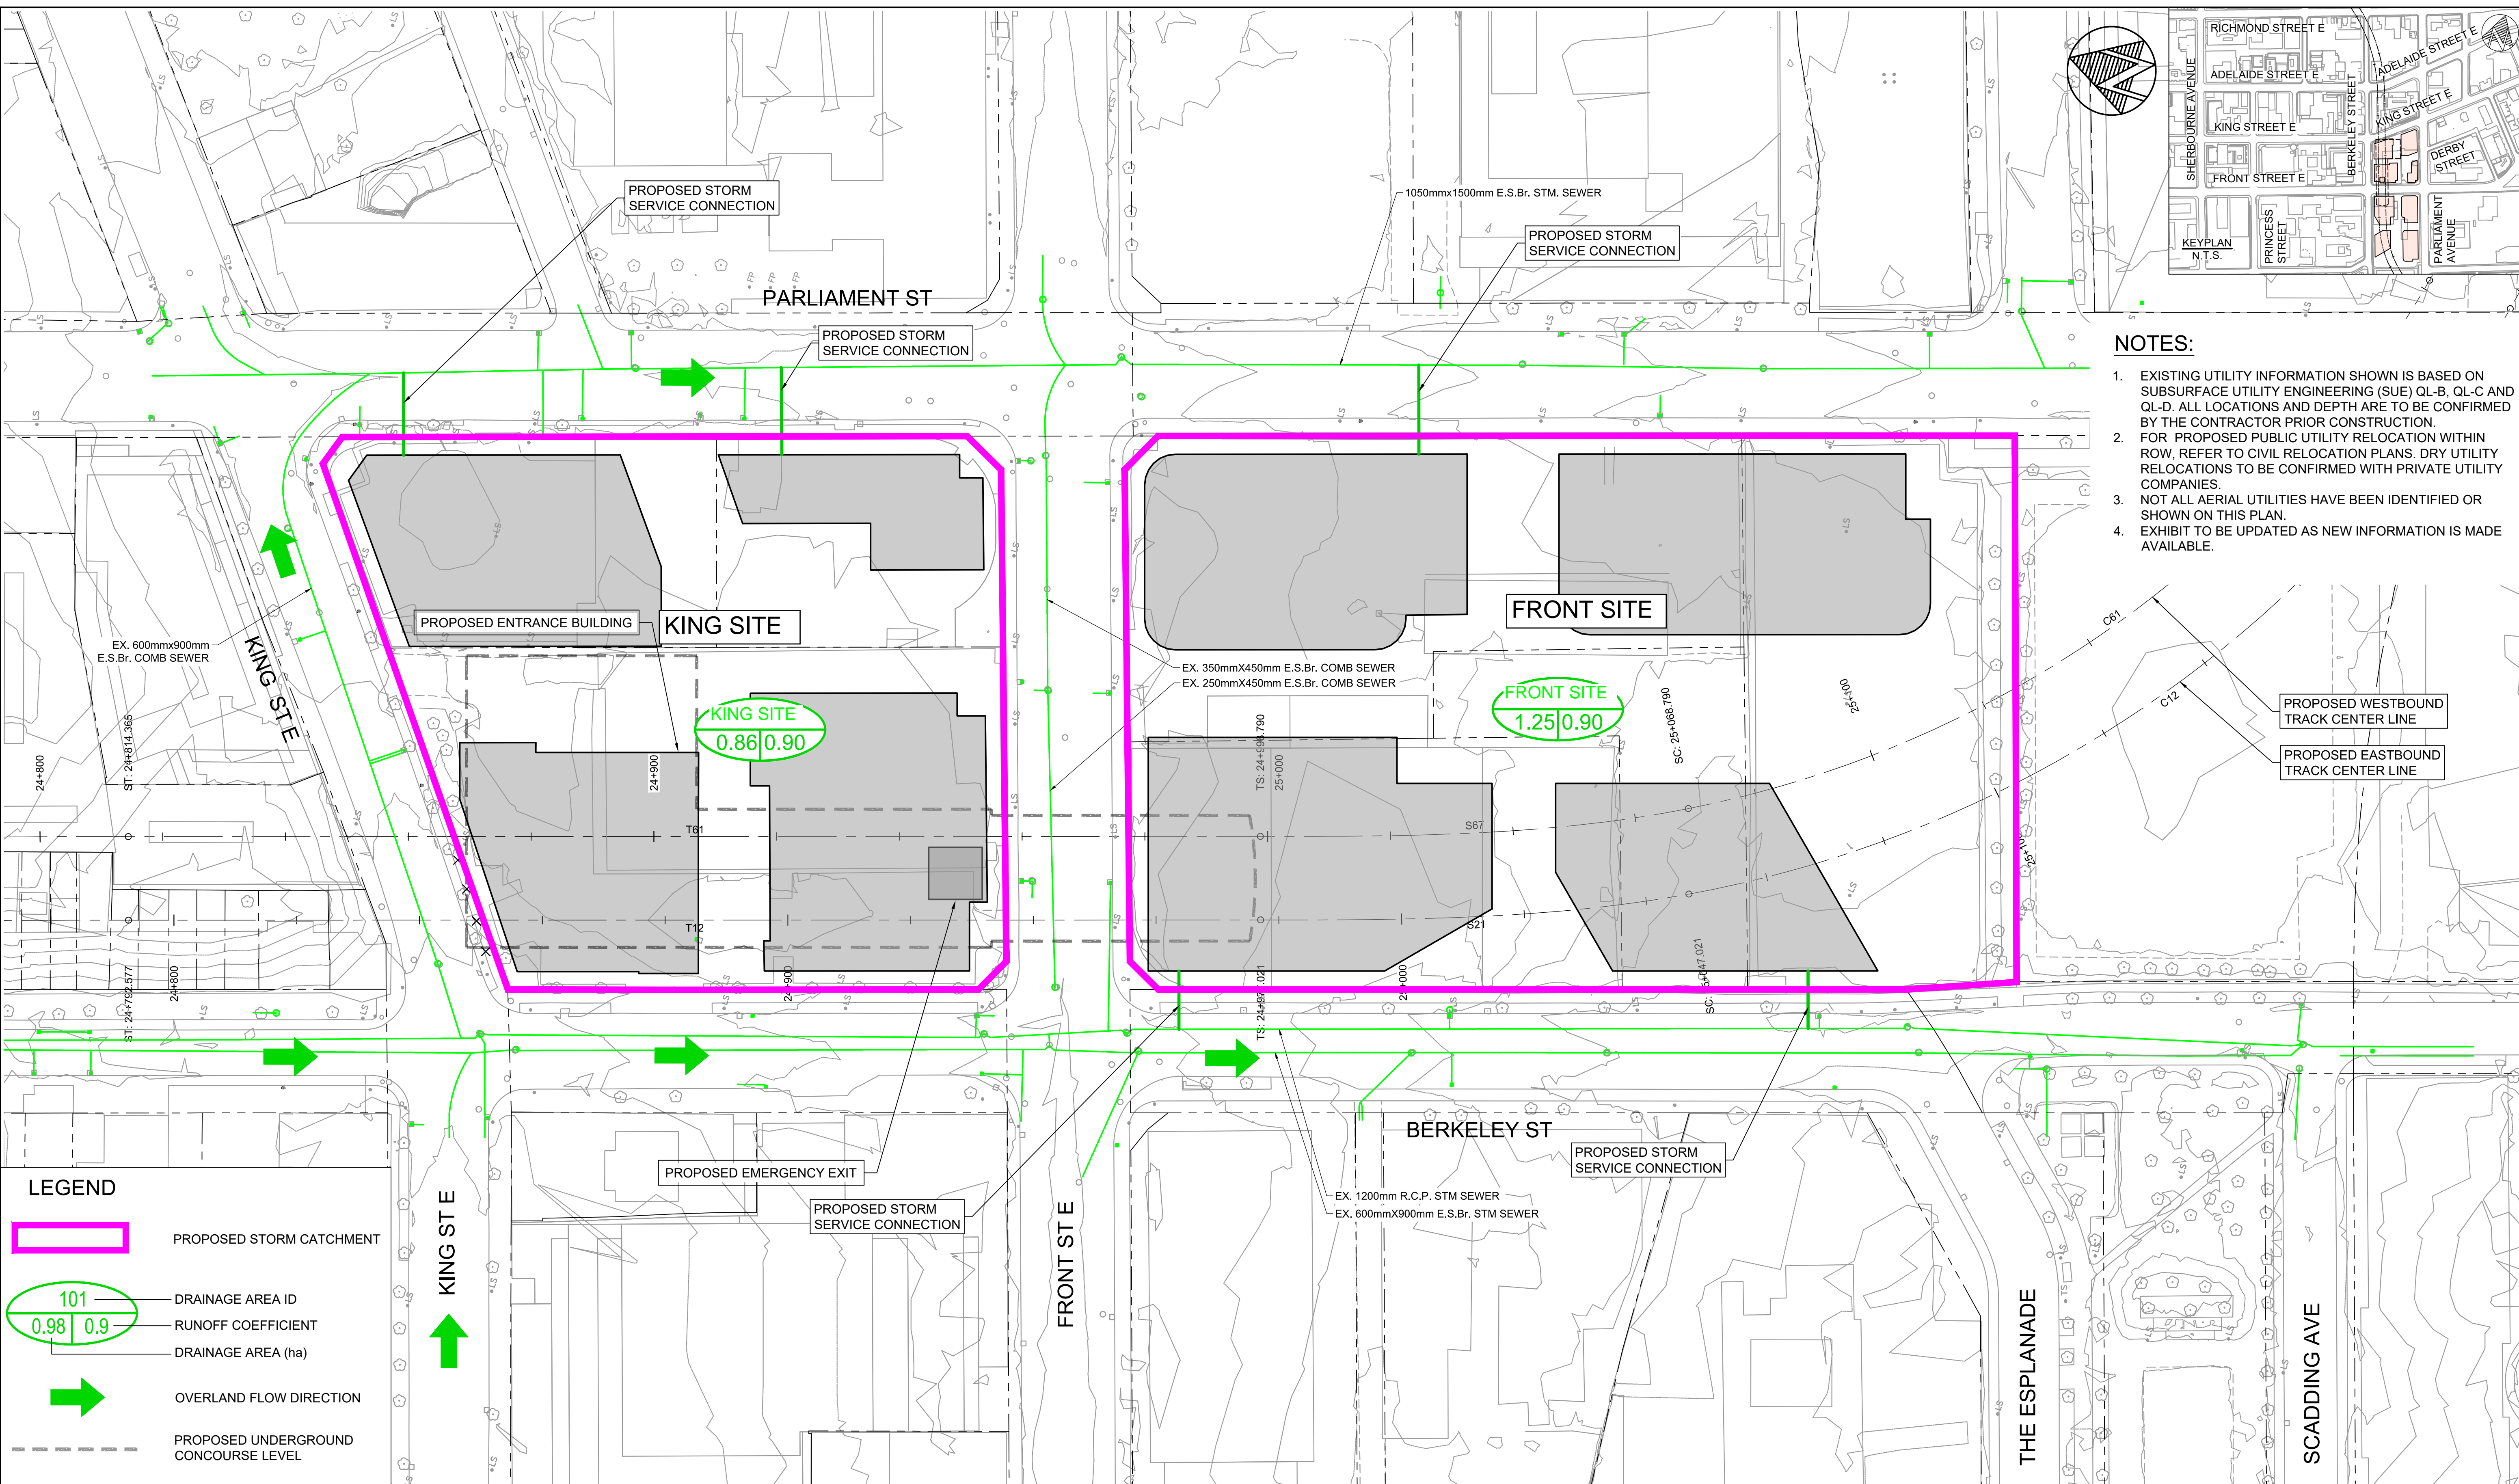 RICHMOND STREET E
ADELAIDE STREET E
ADELAIDE STREET E
SHERBOURNE AVENUE
BERKELEY STREET
KING STREET E
KING STREET E
DERBY
STREET
FRONT STREET E
PRINCESS
STREET
PARLIAMENT
AVENUE
KEYPLAN
N.T.S.
PROPOSED STORM
SERVICE CONNECTION
1050mmx1500mm E.S.Br. STM. SEWER
PROPOSED STORM
SERVICE CONNECTION
PARLIAMENT ST
PROPOSED STORM
SERVICE CONNECTION
NOTES:
1. EXISTING UTILITY INFORMATION SHOWN IS BASED ON
SUBSURFACE UTILITY ENGINEERING (SUE) QL-B, QL-C AND
QL-D. ALL LOCATIONS AND DEPTH ARE TO BE CONFIRMED
BY THE CONTRACTOR PRIOR CONSTRUCTION.
2. FOR PROPOSED PUBLIC UTILITY RELOCATION WITHIN
ROW, REFER TO CIVIL RELOCATION PLANS. DRY UTILITY
RELOCATIONS TO BE CONFIRMED WITH PRIVATE UTILITY
COMPANIES.
3. NOT ALL AERIAL UTILITIES HAVE BEEN IDENTIFIED OR
SHOWN ON THIS PLAN.
4. EXHIBIT TO BE UPDATED AS NEW INFORMATION IS MADE
AVAILABLE.
PROPOSED ENTRANCE BUILDING
KING SITE
FRONT SITE
EX. 600mmx900mm
E.S.Br. COMB SEWER
KING ST E
EX. 350mmX450mm E.S.Br. COMB SEWER
EX. 250mmX450mm E.S.Br. COMB SEWER
KING SITE
0.86 0.90
FRONT SITE
1.25 0.90
C61
C12
PROPOSED WESTBOUND
TRACK CENTER LINE
PROPOSED EASTBOUND
TRACK CENTER LINE
24+800
ST: 24+814.365
24+900
TS: 24+998.790
25+000
SC: 25+068.790
25+100
T61
S67
T12
S21
ST: 24+792.577
24+800
24+900
25+000
BERKELEY ST
PROPOSED EMERGENCY EXIT
PROPOSED STORM
SERVICE CONNECTION
PROPOSED STORM
SERVICE CONNECTION
EX. 1200mm R.C.P. STM SEWER
EX. 600mmX900mm E.S.Br. STM SEWER
KING ST E
FRONT ST E
THE ESPLANADE
SCADDING AVE
LEGEND
PROPOSED STORM CATCHMENT
101
0.98 0.9
DRAINAGE AREA ID
RUNOFF COEFFICIENT
DRAINAGE AREA (ha)
OVERLAND FLOW DIRECTION
PROPOSED UNDERGROUND
CONCOURSE LEVEL